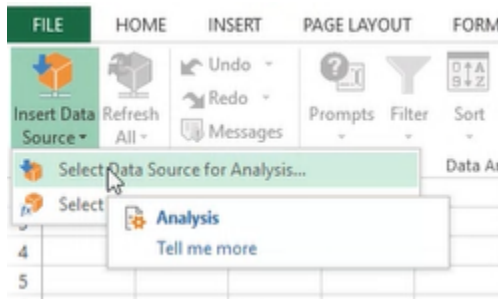 FILE HOME INSERT PAGE LAYOUT FORM
Insert Data Source
Refresh All
Undo
Redo
Messages
Prompts
Filter
Sort
Data A
Select Data Source for Analysis...
Select
Analysis
Tell me more
4
5